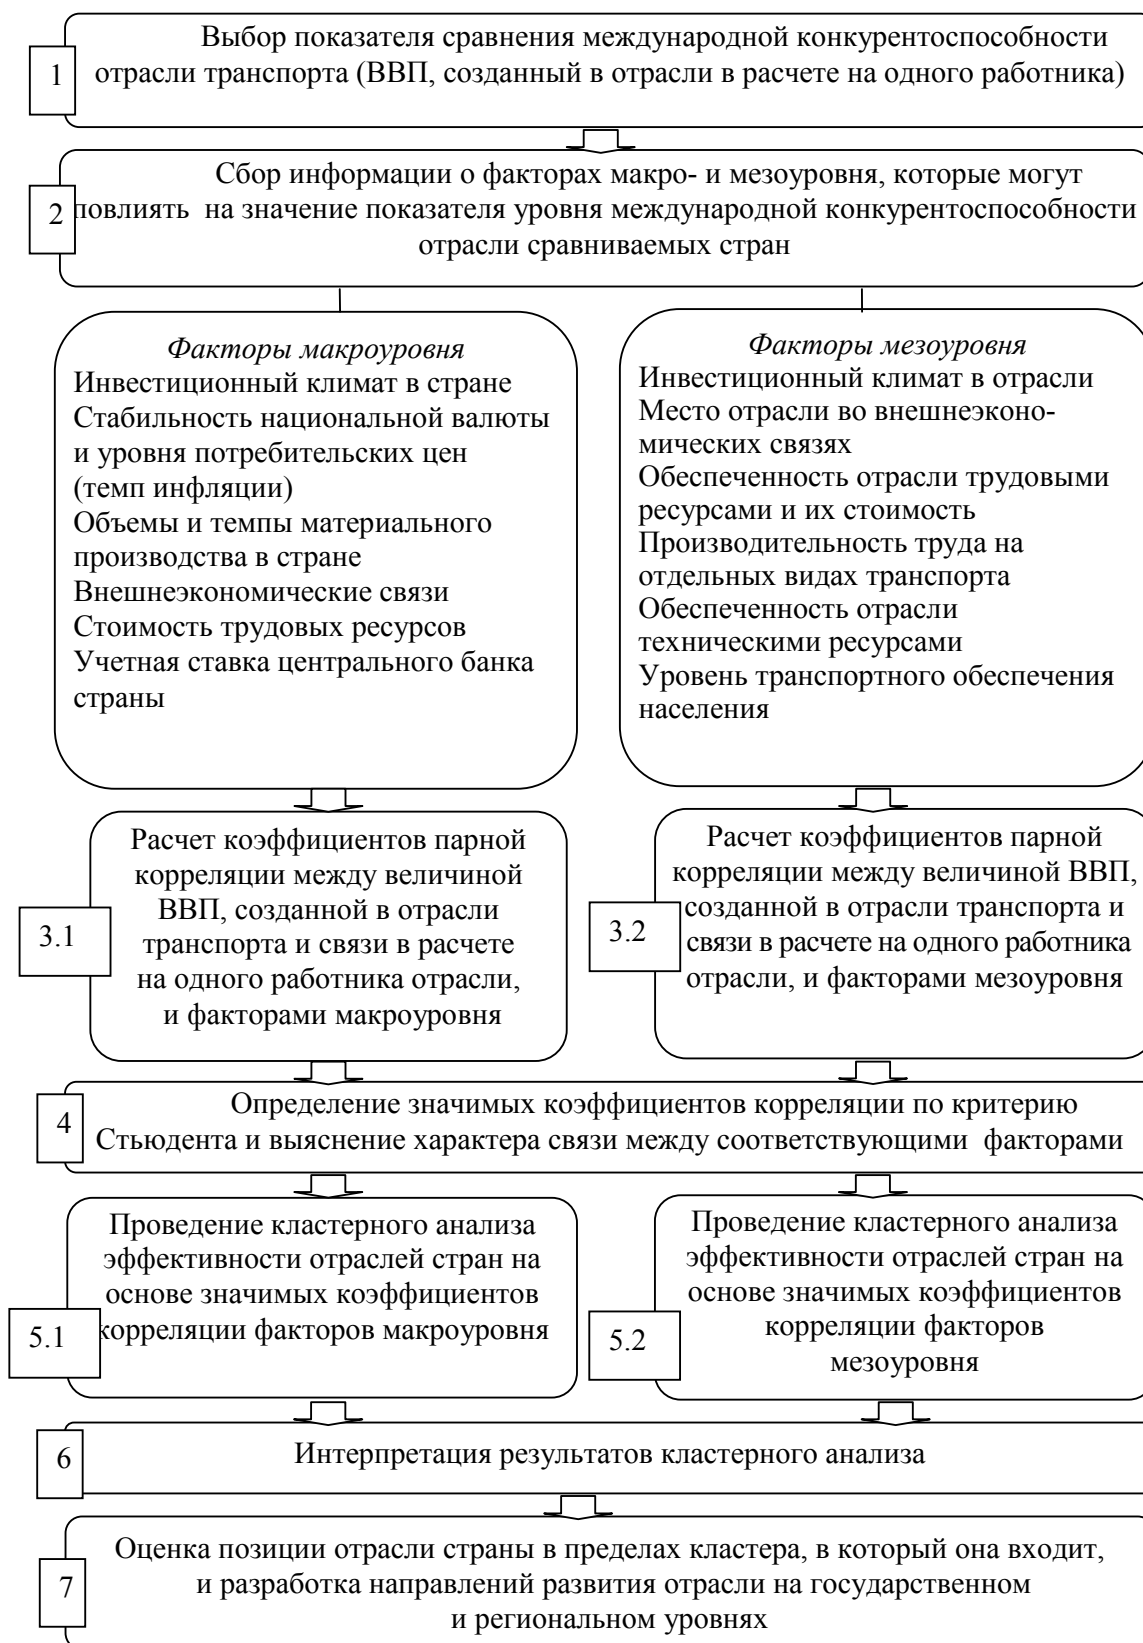 1
Выбор показателя сравнения международной конкурентоспособности
отрасли транспорта (ВВП, созданный в отрасли в расчете на одного работника)
2
Сбор информации о факторах макро- и мезоуровня, которые могут
повлиять на значение показателя уровня международной конкурентоспособности
отрасли сравниваемых стран
Факторы макроуровня
Инвестиционный климат в стране
Стабильность национальной валюты
и уровня потребительских цен
(темп инфляции)
Объемы и темпы материального
производства в стране
Внешнеэкономические связи
Стоимость трудовых ресурсов
Учетная ставка центрального банка
страны
Факторы мезоуровня
Инвестиционный климат в отрасли
Место отрасли во внешнеэконо-
мических связях
Обеспеченность отрасли трудовыми
ресурсами и их стоимость
Производительность труда на
отдельных видах транспорта
Обеспеченность отрасли
техническими ресурсами
Уровень транспортного обеспечения
населения
3.1
Расчет коэффициентов парной
корреляции между величиной
ВВП, созданной в отрасли
транспорта и связи в расчете
на одного работника отрасли,
и факторами макроуровня
3.2
Расчет коэффициентов парной
корреляции между величиной ВВП,
созданной в отрасли транспорта и
связи в расчете на одного работника
отрасли, и факторами мезоуровня
4
Определение значимых коэффициентов корреляции по критерию
Стьюдента и выяснение характера связи между соответствующими факторами
5.1
Проведение кластерного анализа
эффективности отраслей стран на
основе значимых коэффициентов
корреляции факторов макроуровня
5.2
Проведение кластерного анализа
эффективности отраслей стран на
основе значимых коэффициентов
корреляции факторов
мезоуровня
6
Интерпретация результатов кластерного анализа
7
Оценка позиции отрасли страны в пределах кластера, в который она входит,
и разработка направлений развития отрасли на государственном
и региональном уровнях